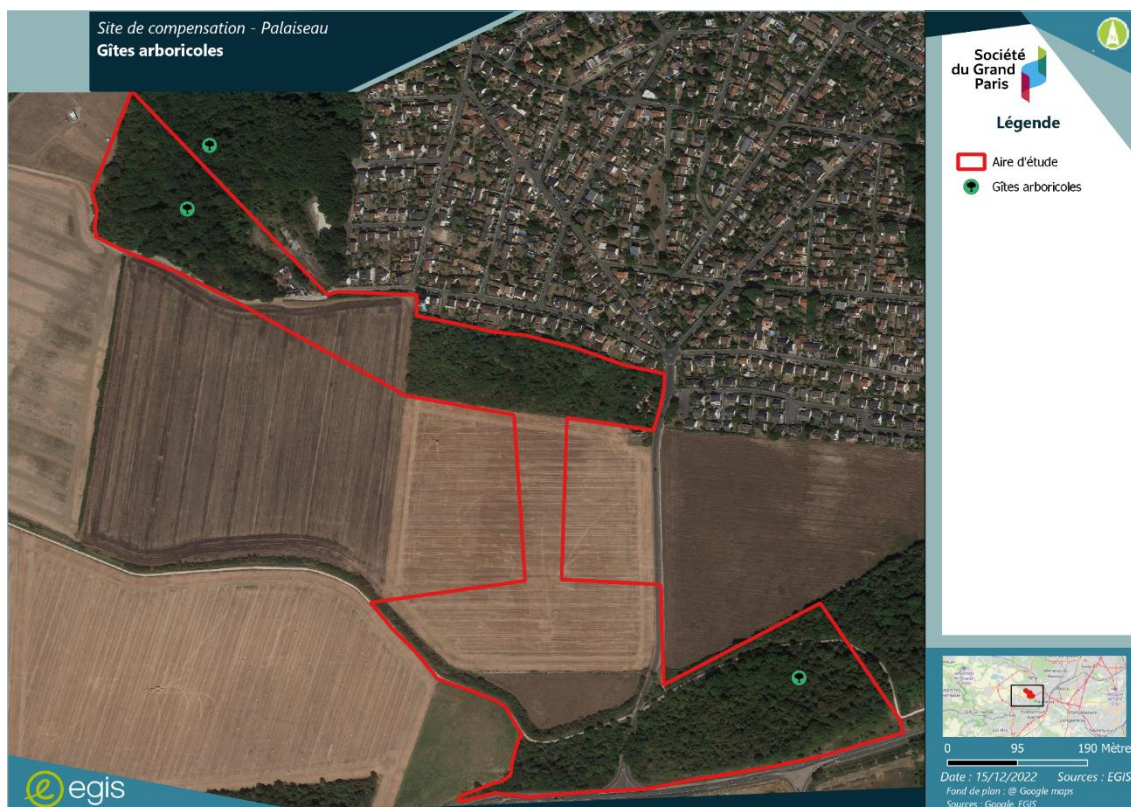 Site de compensation - Palaiseau
Gîtes arboricoles
Société
du Grand
Paris
Légende
Aire d'étude
Gîtes arboricoles
0 95 190 Mètre
Date : 15/12/2022 Sources : EGIS
Fond de plan : @ Google maps
Sources : Google, EGIS
egis